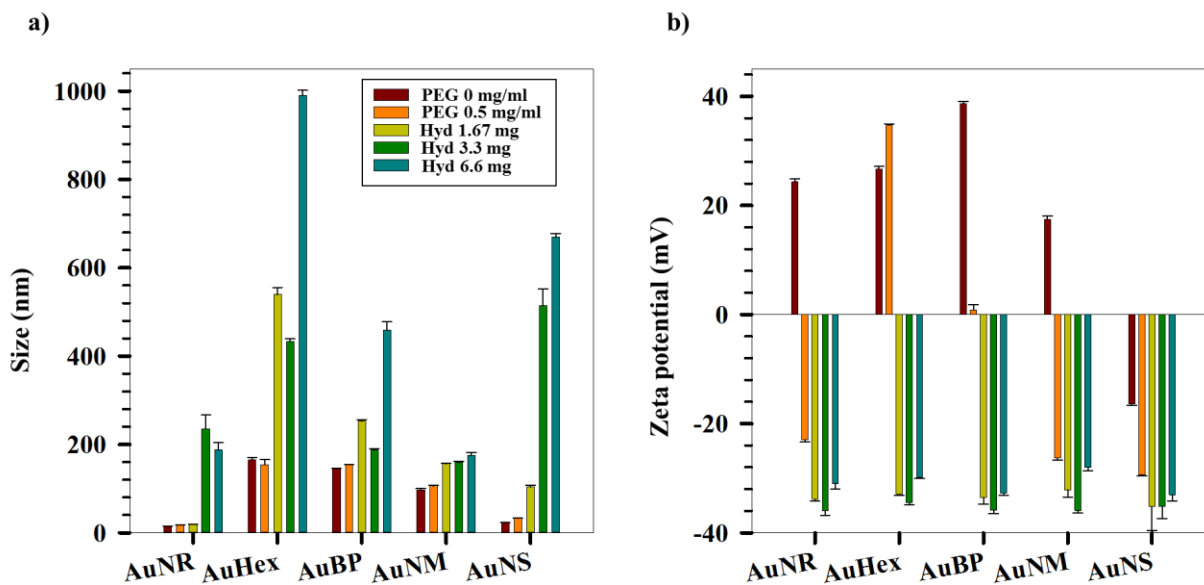 a)
Size (nm)
1000
800
600
400
200
0
PEG 0 mg/ml
PEG 0.5 mg/ml
Hyd 1.67 mg
Hyd 3.3 mg
Hyd 6.6 mg
AuNR
AuHex
AuBP
AuNM
AuNS
b)
Zeta potential (mV)
40
20
0
-20
-40
AuNR
AuHex
AuBP
AuNM
AuNS